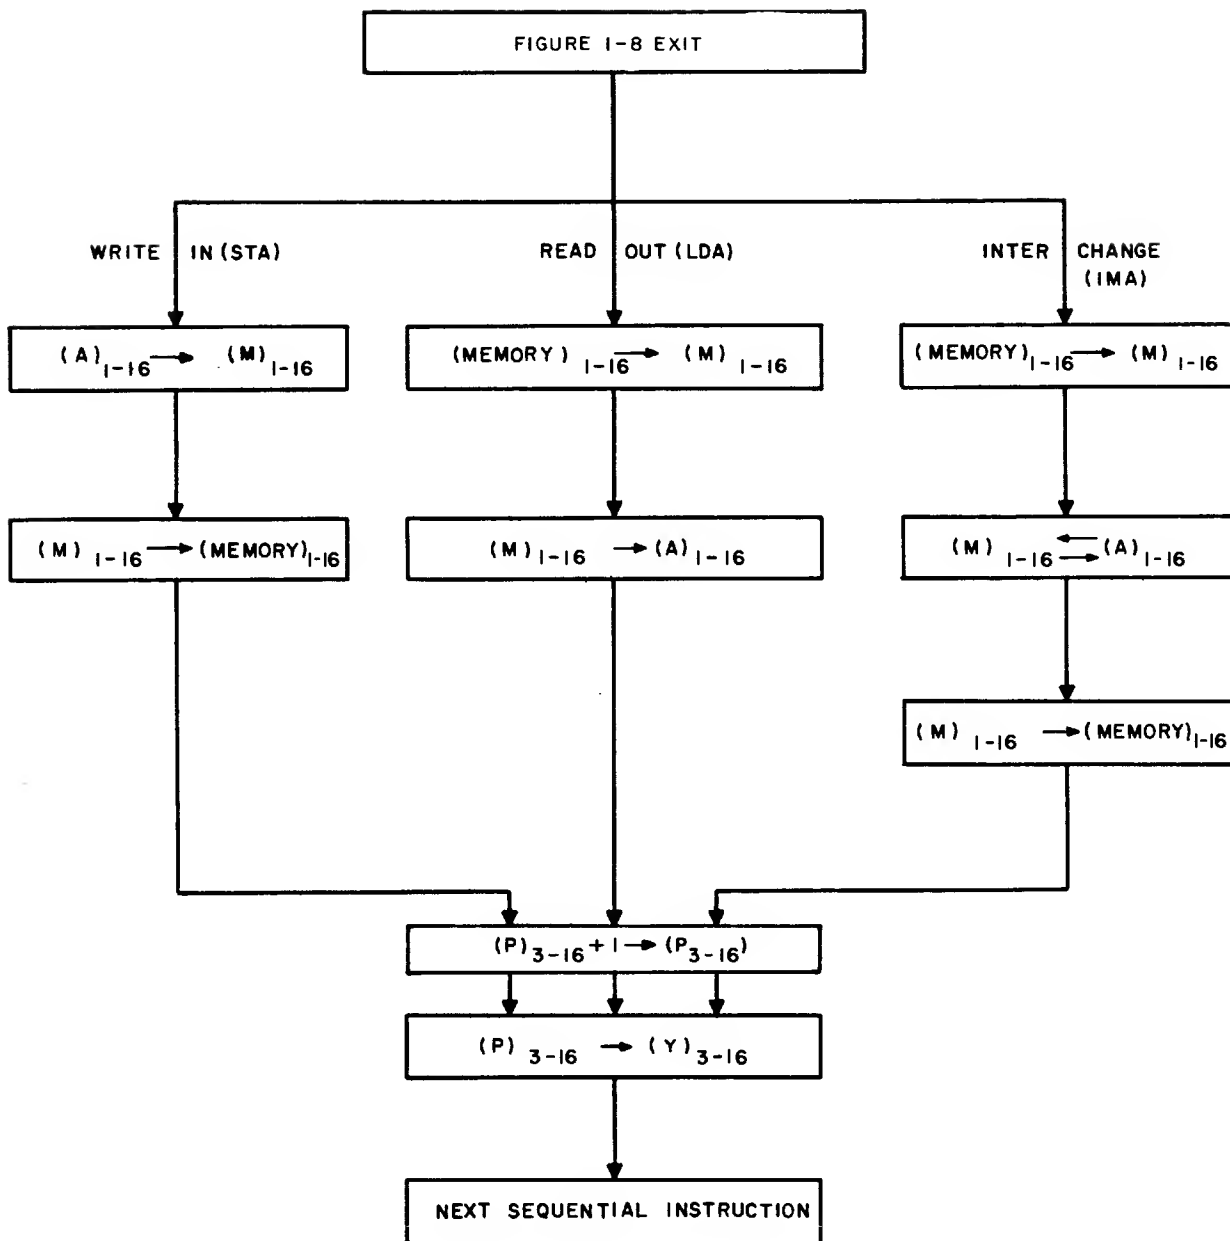 FIGURE 1-8 EXIT
WRITE IN (STA)
READ OUT (LDA)
INTER CHANGE
(IMA)
(A)1-16 → (M)1-16
(MEMORY)1-16 → (M)1-16
(MEMORY)1-16 → (M)1-16
(M)1-16 → (MEMORY)1-16
(M)1-16 → (A)1-16
(M)1-16 ⇄ (A)1-16
(M)1-16 → (MEMORY)1-16
(P)3-16 + 1 → (P3-16)
(P)3-16 → (Y)3-16
NEXT SEQUENTIAL INSTRUCTION